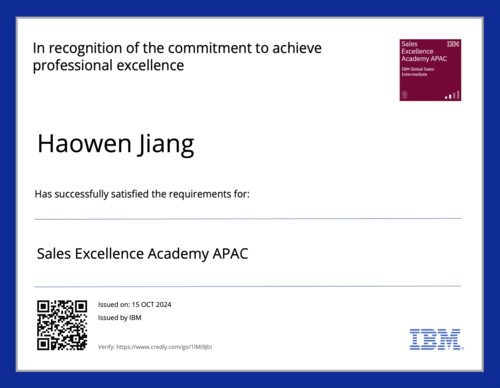 In recognition of the commitment to achieve
professional excellence
Sales
Excellence
Academy APAC
IBM
IBM Global Sales
Intermediate
Haowen Jiang
Has successfully satisfied the requirements for:
Sales Excellence Academy APAC
Issued on: 15 OCT 2024
Issued by IBM
Verify: https://www.credly.com/go/
IBM